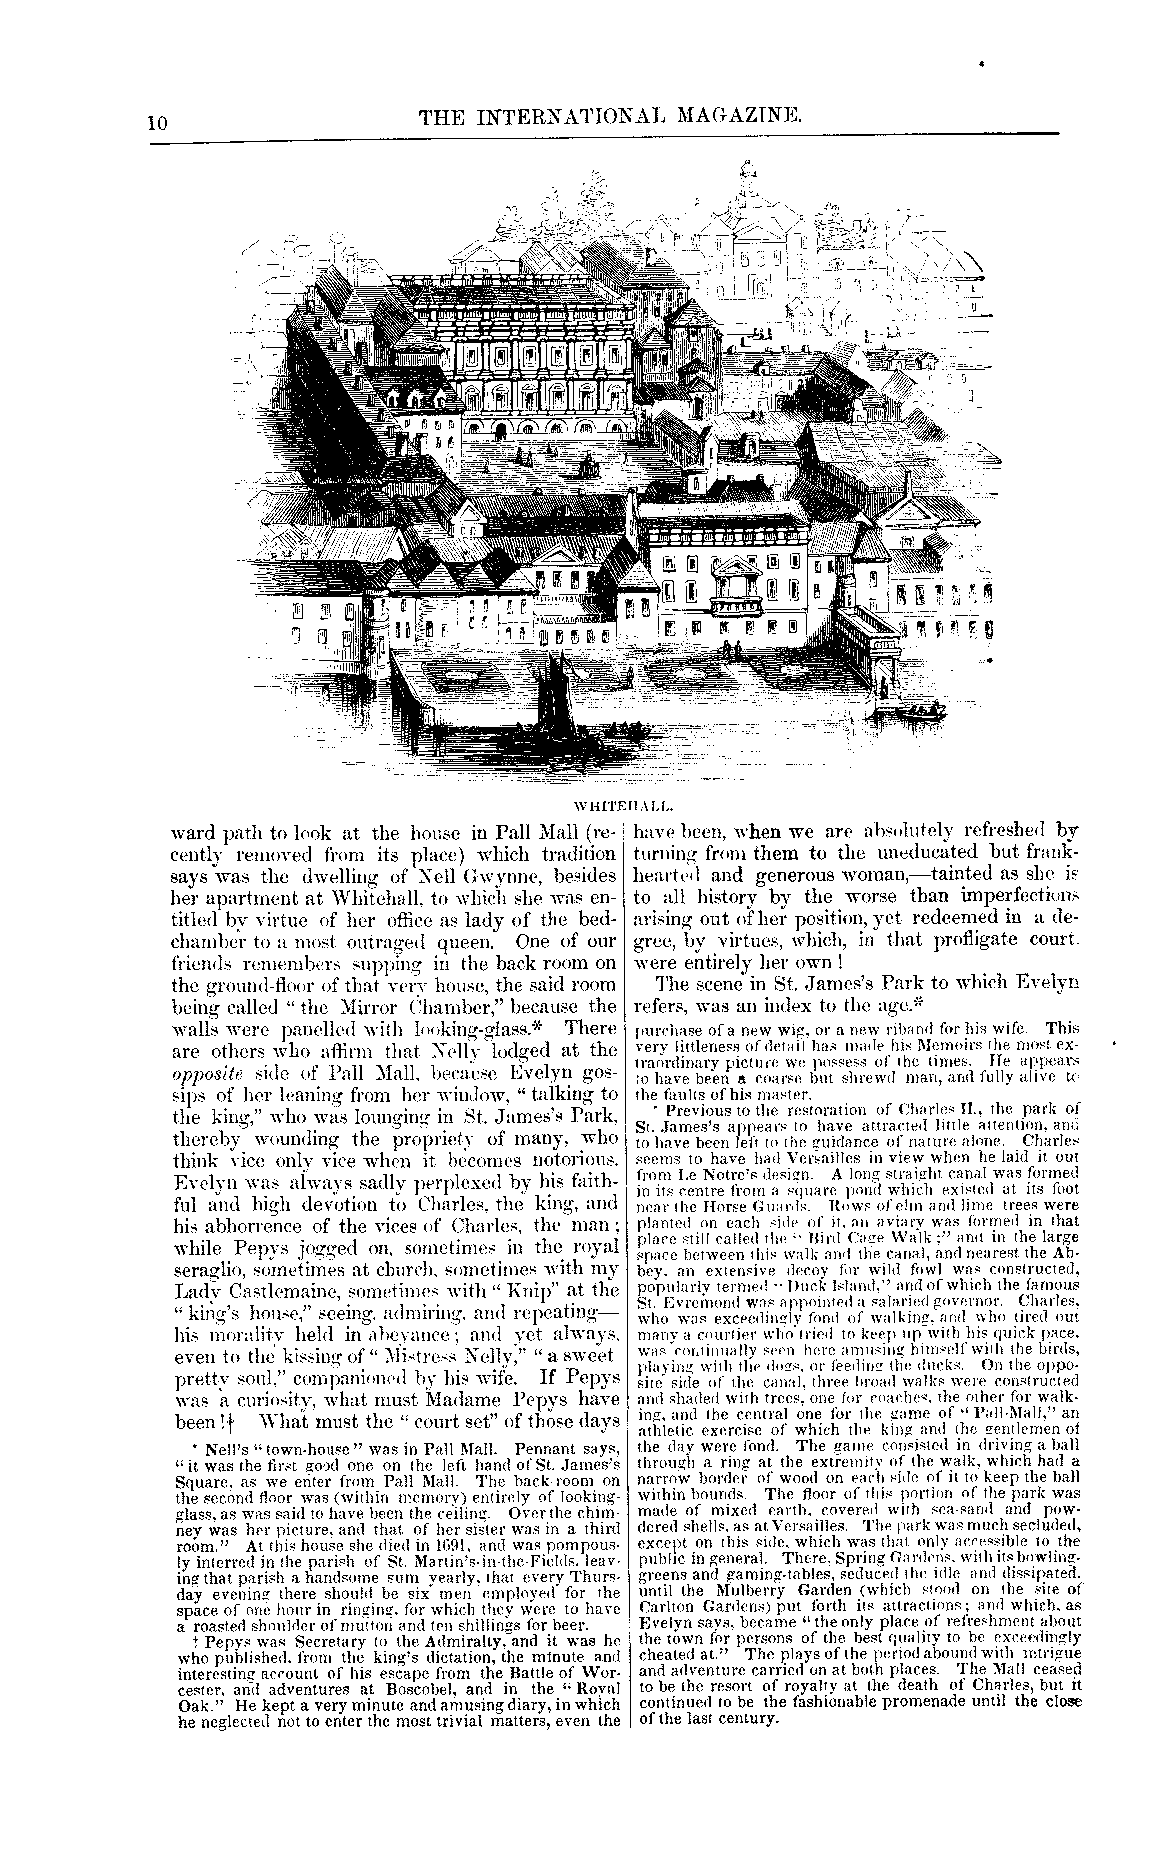 10
THE INTERNATIONAL MAGAZINE.
WHITEHALL.
ward path to look at the house in Pall Mall (re-
cently removed from its place) which tradition
says was the dwelling of Nell Gwynne, besides
her apartment at Whitehall, to which she was en-
titled by virtue of her office as lady of the bed-
chamber to a most outraged queen. One of our
friends remembers supping in the back room on
the ground-floor of that very house, the said room
being called “ the Mirror Chamber,” because the
walls were panelled with looking-glass.* There
are others who affirm that Nelly lodged at the
opposite side of Pall Mall, because Evelyn gos-
sips of her leaning from her window, “ talking to
the king,” who was lounging in St. James’s Park,
thereby wounding the propriety of many, who
think vice only vice when it becomes notorious.
Evelyn was always sadly perplexed by his faith-
ful and high devotion to Charles, the king, and
his abhorrence of the vices of Charles, the man ;
while Pepys jogged on, sometimes in the royal
seraglio, sometimes at church, sometimes with my
Lady Castlemaine, sometimes with “ Knip” at the
“ king’s house,” seeing, admiring, and repeating—
his morality held in abeyance ; and yet always,
even to the kissing of “ Mistress Nelly,” “ a sweet
pretty soul,” companioned by his wife. If Pepys
was a curiosity, what must Madame Pepys have
been !† What must the “ court set” of those days
* Nell’s “ town-house ” was in Pall Mall. Pennant says,
“ it was the first good one on the left hand of St. James’s
Square, as we enter from Pall Mall. The back room on
the second floor was (within memory) entirely of looking-
glass, as was said to have been the ceiling. Over the chim-
ney was her picture, and that of her sister was in a third
room.” At this house she died in 1691, and was pompous-
ly interred in the parish of St. Martin’s-in-the-Fields, leav-
ing that parish a handsome sum yearly, that every Thurs-
day evening there should be six men employed for the
space of one hour in ringing, for which they were to have
a roasted shoulder of mutton and ten shillings for beer.
† Pepys was Secretary to the Admiralty, and it was he
who published, from the king’s dictation, the minute and
interesting account of his escape from the Battle of Wor-
cester, and adventures at Boscobel, and in the “ Royal
Oak.” He kept a very minute and amusing diary, in which
he neglected not to enter the most trivial matters, even the
have been, when we are absolutely refreshed by
turning from them to the uneducated but frank-
hearted and generous woman,—tainted as she is
to all history by the worse than imperfections
arising out of her position, yet redeemed in a de-
gree, by virtues, which, in that profligate court,
were entirely her own !
The scene in St. James’s Park to which Evelyn
refers, was an index to the age.*
purchase of a new wig, or a new riband for his wife. This
very littleness of detail has made his Memoirs the most ex-
traordinary picture we possess of the times. He appears
to have been a coarse but shrewd man, and fully alive to
the faults of his master.
* Previous to the restoration of Charles II., the park of
St. James’s appears to have attracted little attention, and
to have been left to the guidance of nature alone. Charles
seems to have had Versailles in view when he laid it out
from Le Notre’s design. A long straight canal was formed
in its centre from a square pond which existed at its foot
near the Horse Guards. Rows of elm and lime trees were
planted on each side of it, an aviary was formed in that
place still called the “ Bird Cage Walk ;” and in the large
space between this walk and the canal, and nearest the Ab-
bey, an extensive decoy for wild fowl was constructed,
popularly termed “ Duck Island,” and of which the famous
St. Evremond was appointed a salaried governor. Charles,
who was exceedingly fond of walking, and who tired out
many a courtier who tried to keep up with his quick pace,
was continually seen here amusing himself with the birds,
playing with the dogs, or feeding the ducks. On the oppo-
site side of the canal, three broad walks were constructed
and shaded with trees, one for coaches, the other for walk-
ing, and the central one for the game of “ Pall-Mall,” an
athletic exercise of which the king and the gentlemen of
the day were fond. The game consisted in driving a ball
through a ring at the extremity of the walk, which had a
narrow border of wood on each side of it to keep the ball
within bounds. The floor of this portion of the park was
made of mixed earth, covered with sea-sand and pow-
dered shells, as at Versailles. The park was much secluded,
except on this side, which was that only accessible to the
public in general. There, Spring Gardens, with its bowling-
greens and gaming-tables, seduced the idle and dissipated,
until the Mulberry Garden (which stood on the site of
Carlton Gardens) put forth its attractions ; and which, as
Evelyn says, became “ the only place of refreshment about
the town for persons of the best quality to be exceedingly
cheated at.” The plays of the period abound with intrigue
and adventure carried on at both places. The Mall ceased
to be the resort of royalty at the death of Charles, but it
continued to be the fashionable promenade until the close
of the last century.